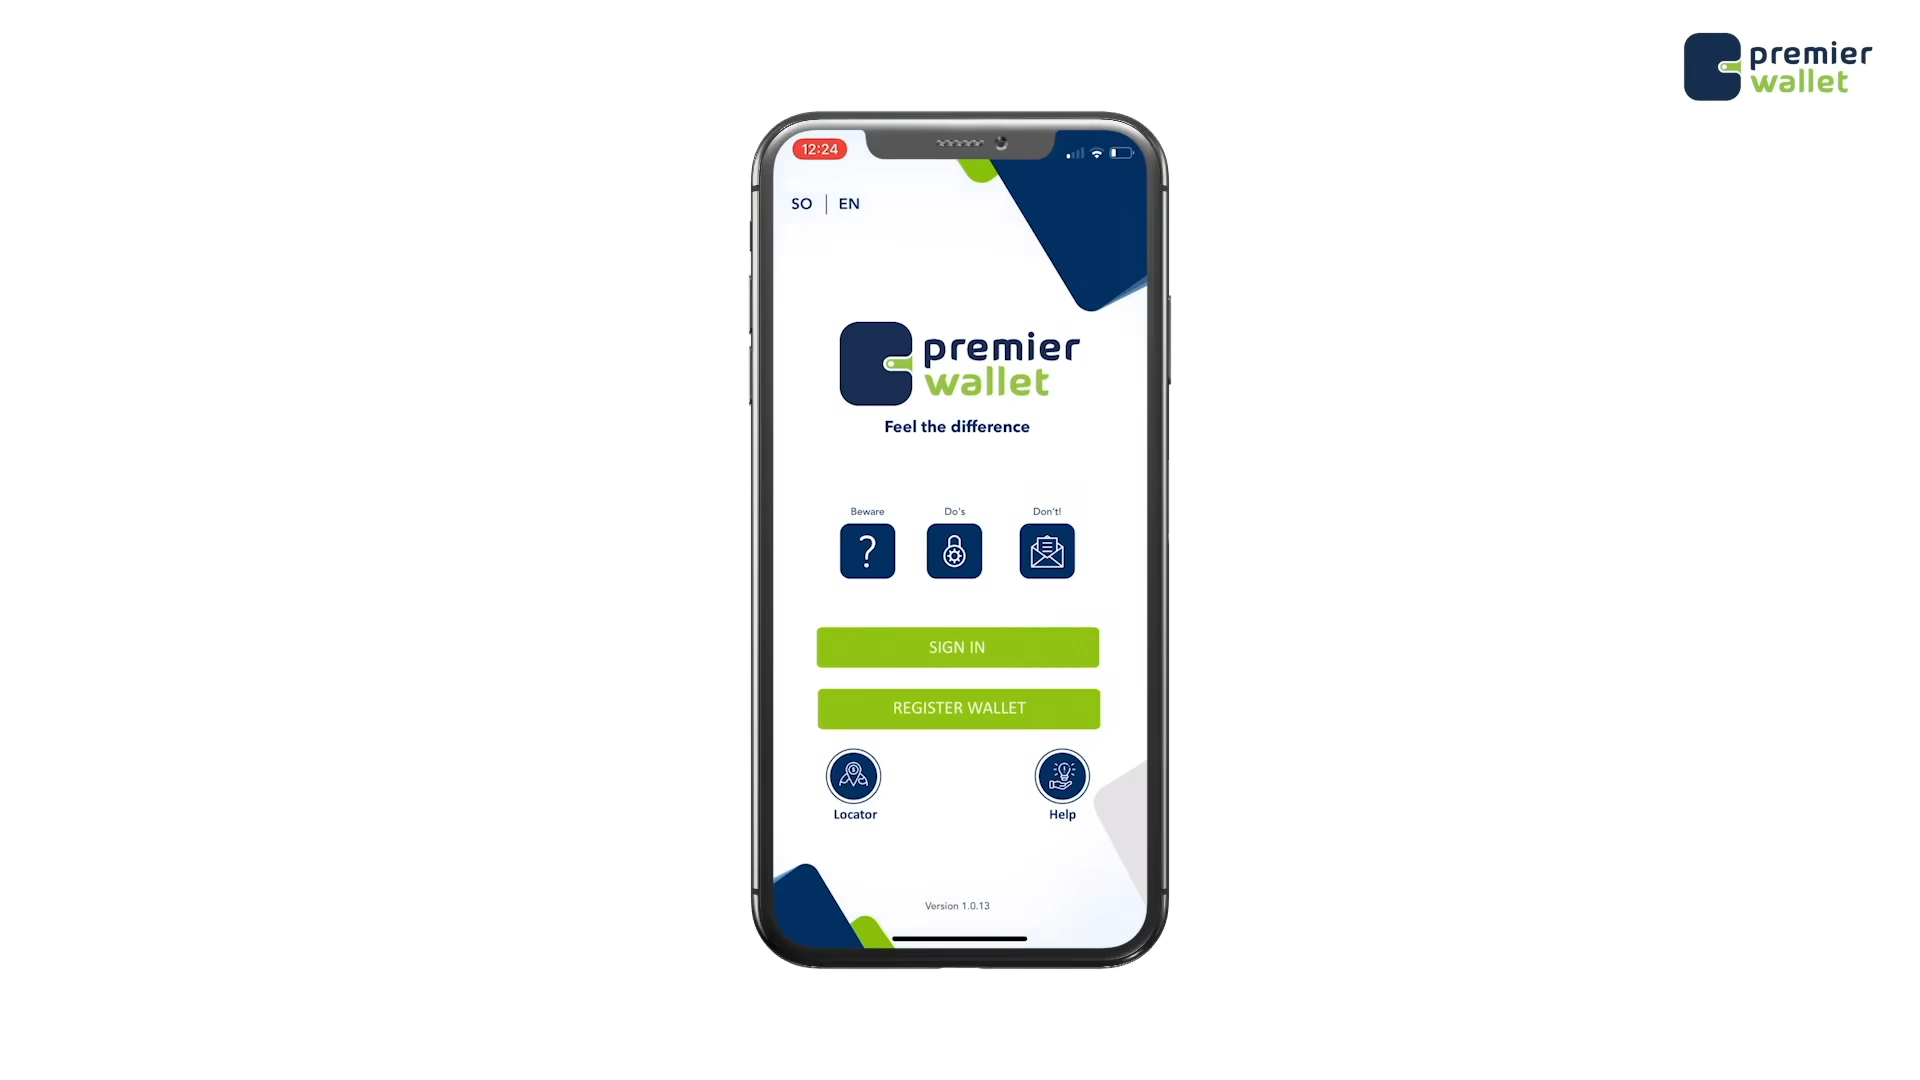 premier
wallet
12:24
SO | EN
premier
wallet
Feel the difference
Beware
Do's
Don't!
?
SIGN IN
REGISTER WALLET
Locator
Help
Version 1.0.13